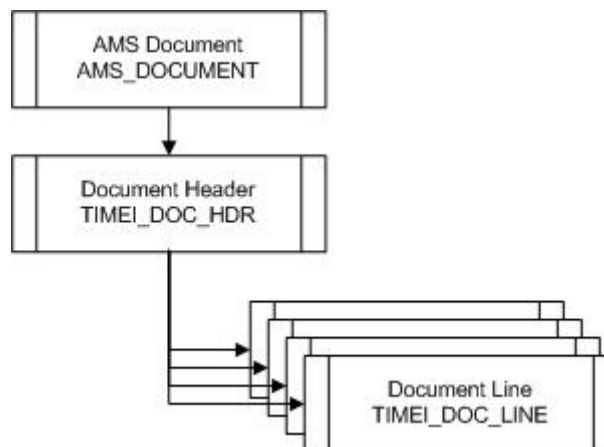 AMS Document
AMS_DOCUMENT
Document Header
TIMEI_DOC_HDR
Document Line
TIMEI_DOC_LINE